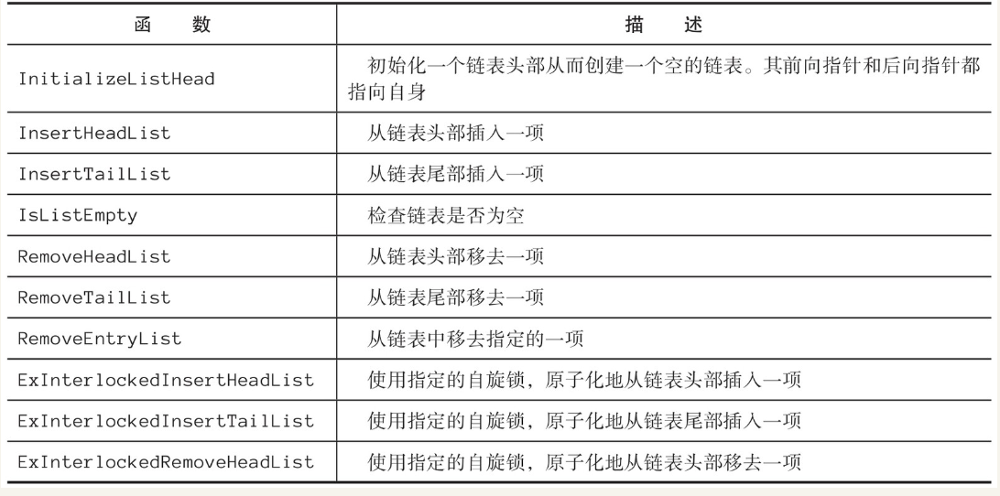 函 数 描 述
InitializeListHead 初始化一个链表头部从而创建一个空的链表。其前向指针和后向指针都
指向自身
InsertHeadList 从链表头部插入一项
InsertTailList 从链表尾部插入一项
IsListEmpty 检查链表是否为空
RemoveHeadList 从链表头部移去一项
RemoveTailList 从链表尾部移去一项
RemoveEntryList 从链表中移去指定的一项
ExInterlockedInsertHeadList 使用指定的自旋锁，原子化地从链表头部插入一项
ExInterlockedInsertTailList 使用指定的自旋锁，原子化地从链表尾部插入一项
ExInterlockedRemoveHeadList 使用指定的自旋锁，原子化地从链表头部移去一项